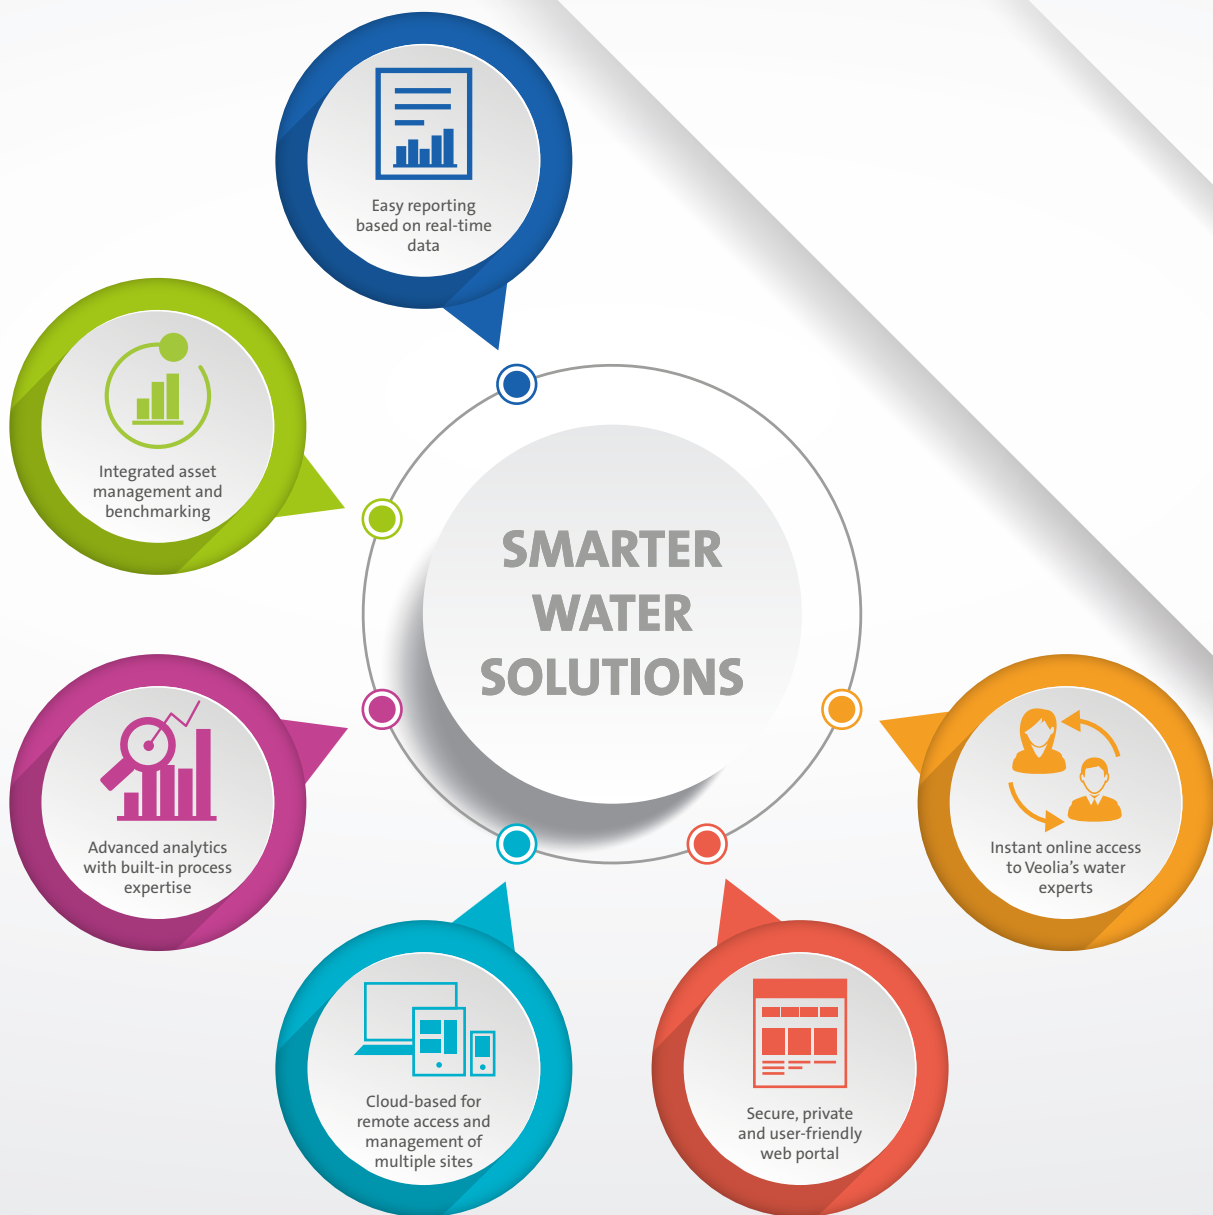 Easy reporting
based on real-time
data
Integrated asset
management and
benchmarking
SMARTER
WATER
SOLUTIONS
Advanced analytics
with built-in process
expertise
Instant online access
to Veolia's water
experts
Cloud-based for
remote access and
management of
multiple sites
Secure, private
and user-friendly
web portal